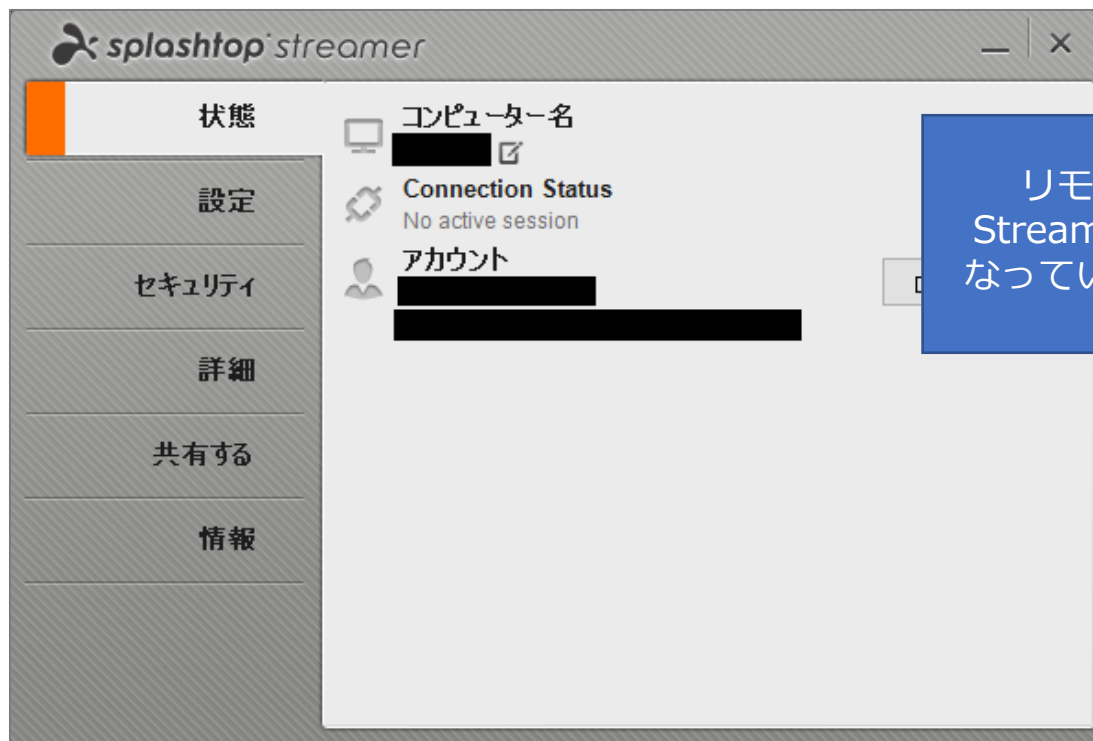 splashtop streamer
状態
設定
セキュリティ
詳細
共有する
情報
コンピューター名
Connection Status
No active session
アカウント
リモ
Stream
なってい